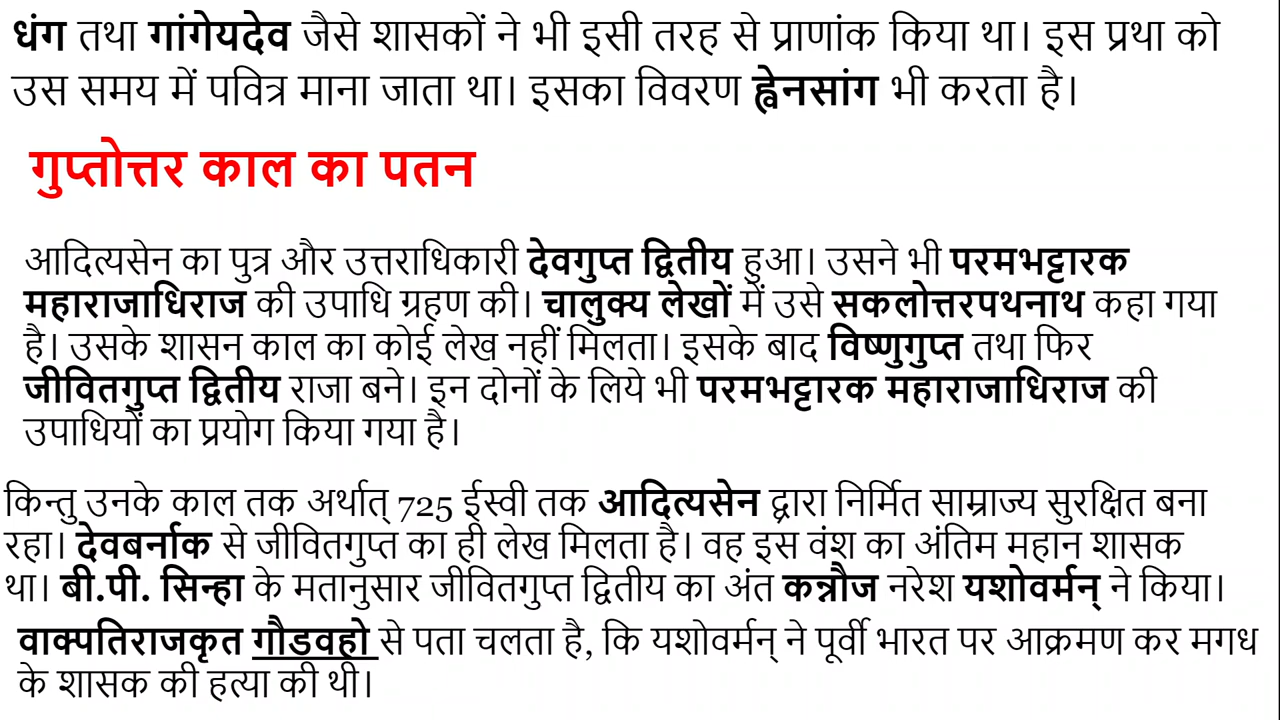 धंग तथा गांगेयदेव जैसे शासकों ने भी इसी तरह से प्राणांक किया था। इस प्रथा को
उस समय में पवित्र माना जाता था। इसका विवरण ह्वेनसांग भी करता है।
गुप्तोत्तर काल का पतन
आदित्यसेन का पुत्र और उत्तराधिकारी देवगुप्त द्वितीय हुआ। उसने भी परमभट्टारक
महाराजाधिराज की उपाधि ग्रहण की। चालुक्य लेखों में उसे सकलोत्तरपथनाथ कहा गया
है। उसके शासन काल का कोई लेख नहीं मिलता। इसके बाद विष्णुगुप्त तथा फिर
जीवितगुप्त द्वितीय राजा बने। इन दोनों के लिये भी परमभट्टारक महाराजाधिराज की
उपाधियों का प्रयोग किया गया है।
किन्तु उनके काल तक अर्थात् 725 ईस्वी तक आदित्यसेन द्वारा निर्मित साम्राज्य सुरक्षित बना
रहा। देवबर्नाक से जीवितगुप्त का ही लेख मिलता है। वह इस वंश का अंतिम महान शासक
था। बी.पी. सिन्हा के मतानुसार जीवितगुप्त द्वितीय का अंत कन्नौज नरेश यशोवर्मन् ने किया।
वाक्पतिराजकृत गौडवहो से पता चलता है, कि यशोवर्मन् ने पूर्वी भारत पर आक्रमण कर मगध
के शासक की हत्या की थी।